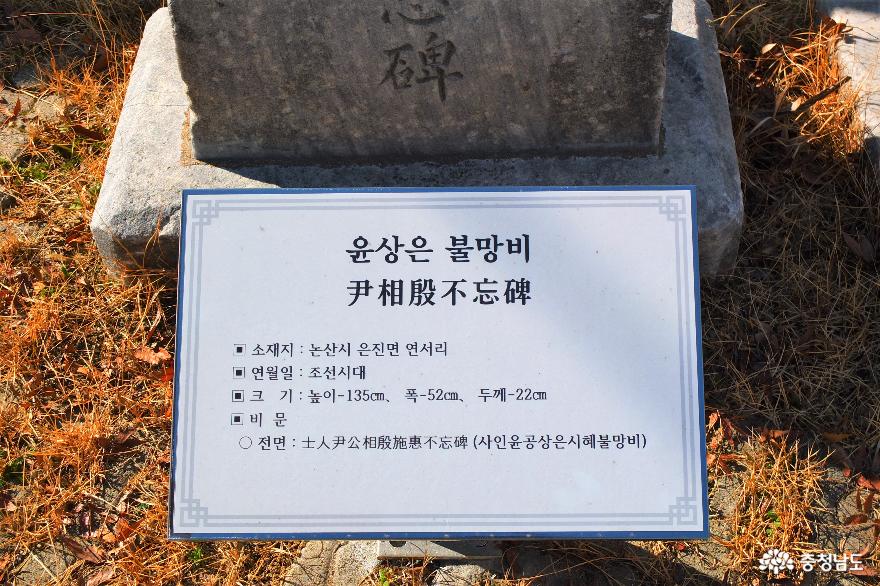 忘
碑
윤상은 불망비
尹相殷不忘碑
▣ 소재지 : 논산시 은진면 연서리
▣ 연월일 : 조선시대
▣ 크 기 : 높이-135㎝、 폭-52㎝、 두께-22㎝
▣ 비 문
○ 전면 : 士人尹公相殷施惠不忘碑 (사인윤공상은시혜불망비)
충청남도